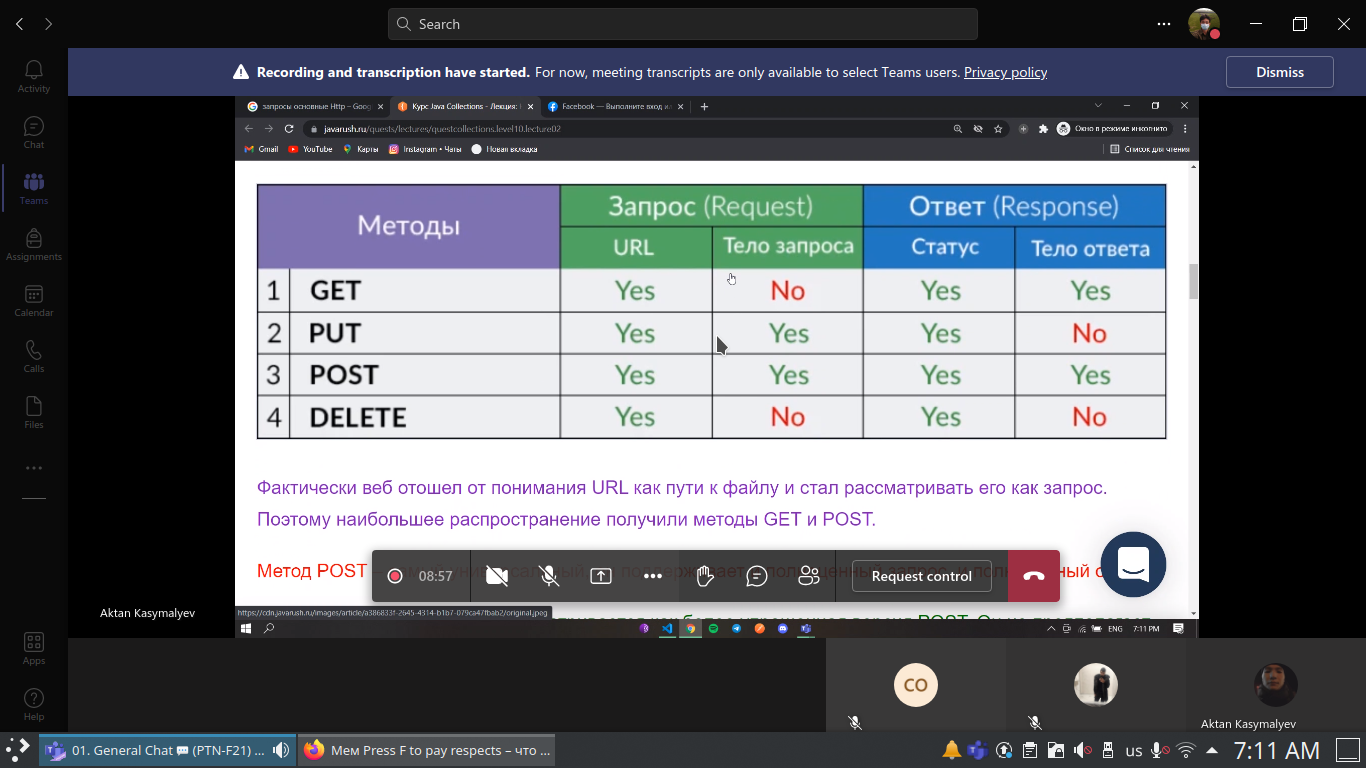 Search
Recording and transcription have started. For now, meeting transcripts are only available to select Teams users. Privacy policy
Dismiss
Activity
Chat
Teams
Assignments
Calendar
Calls
Files
Apps
Help
запросы основные Http – Goog
Курс Java Collections - Лекция:
Facebook — Выполните вход ил
javarush.ru/quests/lectures/questcollections.level10.lecture02
Окно в режиме инкогнито
Gmail
YouTube
Карты
Instagram • Чаты
Новая вкладка
Список для чтения
Методы
Запрос (Request)
Ответ (Response)
URL
Тело запроса
Статус
Тело ответа
1 GET Yes No Yes Yes
2 PUT Yes Yes Yes No
3 POST Yes Yes Yes Yes
4 DELETE Yes No Yes No
Фактически веб отошел от понимания URL как пути к файлу и стал рассматривать его как запрос.
Поэтому наибольшее распространение получили методы GET и POST.
Метод POST –
08:57
Request control
Aktan Kasymalyev
https://cdn.javarush.ru/images/article/a386833f-2645-4314-b1b7-079ca47fbab2/original.jpeg
ENG 7:11 PM
CO
Aktan Kasymalyev
01. General Chat (PTN-F21) ...
Мем Press F to pay respects – что ...
us
7:11 AM